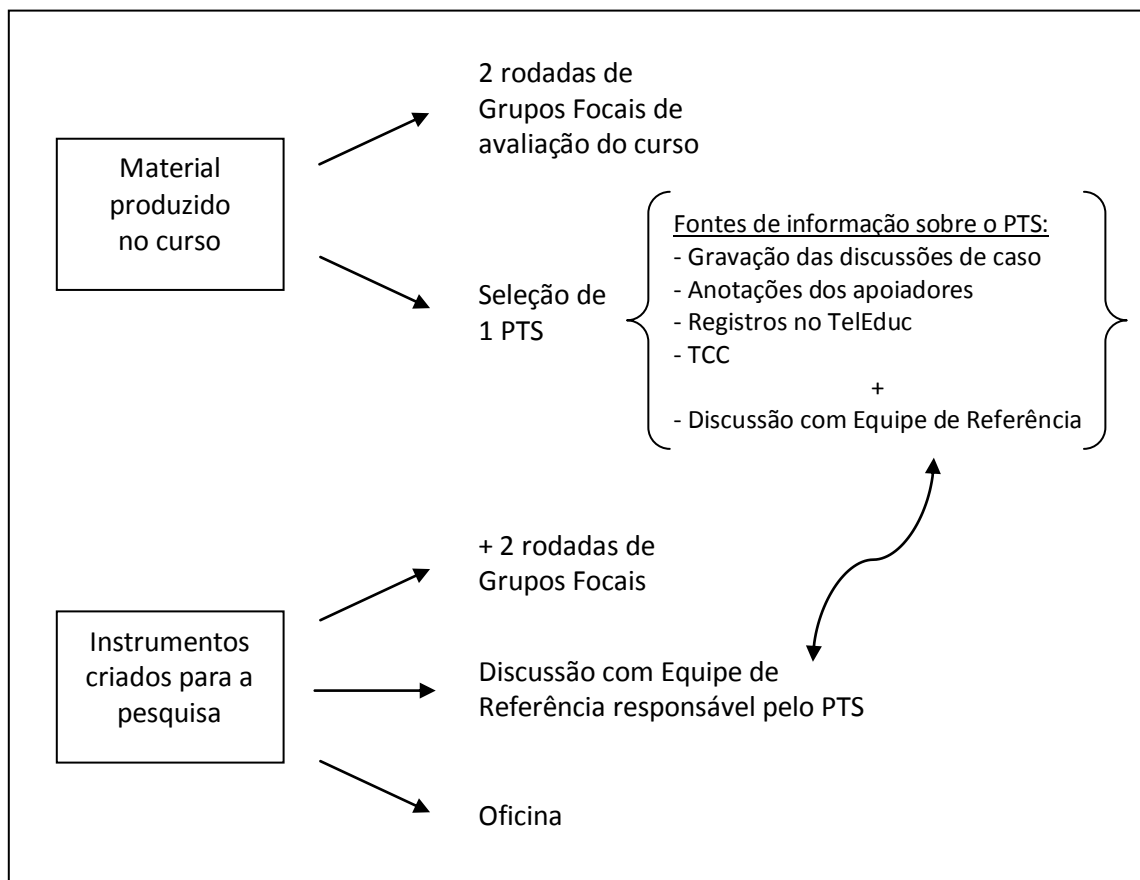 2 rodadas de
Grupos Focais de
avaliação do curso
Material
produzido
no curso
Seleção de
1 PTS
Fontes de informação sobre o PTS:
- Gravação das discussões de caso
- Anotações dos apoiadores
- Registros no TelEduc
- TCC
+
- Discussão com Equipe de Referência
+ 2 rodadas de
Grupos Focais
Instrumentos
criados para a
pesquisa
Discussão com Equipe de
Referência responsável pelo PTS
Oficina